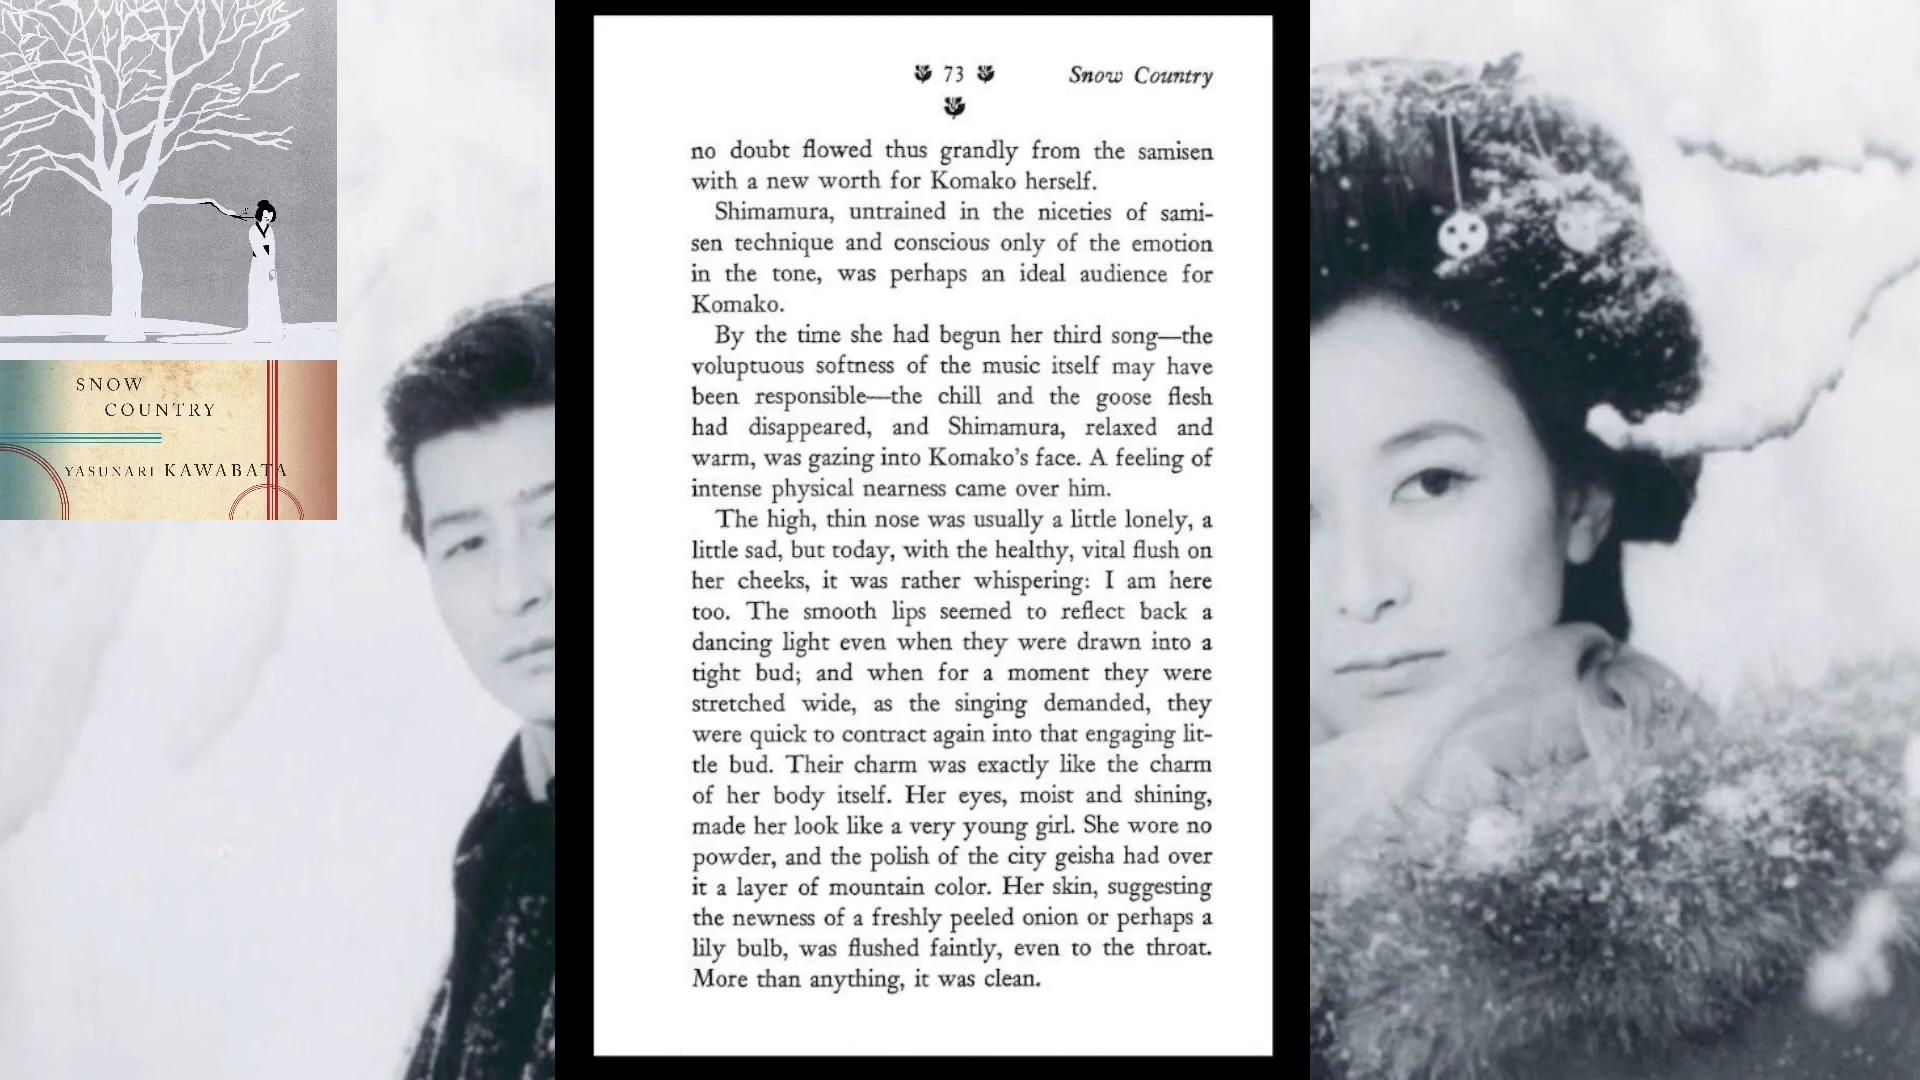 SNOW
COUNTRY
YASUNARI KAWABATA
73 Snow Country
no doubt flowed thus grandly from the samisen
with a new worth for Komako herself.
Shimamura, untrained in the niceties of sami-
sen technique and conscious only of the emotion
in the tone, was perhaps an ideal audience for
Komako.
By the time she had begun her third song—the
voluptuous softness of the music itself may have
been responsible—the chill and the goose flesh
had disappeared, and Shimamura, relaxed and
warm, was gazing into Komako's face. A feeling of
intense physical nearness came over him.
The high, thin nose was usually a little lonely, a
little sad, but today, with the healthy, vital flush on
her cheeks, it was rather whispering: I am here
too. The smooth lips seemed to reflect back a
dancing light even when they were drawn into a
tight bud; and when for a moment they were
stretched wide, as the singing demanded, they
were quick to contract again into that engaging lit-
tle bud. Their charm was exactly like the charm
of her body itself. Her eyes, moist and shining,
made her look like a very young girl. She wore no
powder, and the polish of the city geisha had over
it a layer of mountain color. Her skin, suggesting
the newness of a freshly peeled onion or perhaps a
lily bulb, was flushed faintly, even to the throat.
More than anything, it was clean.